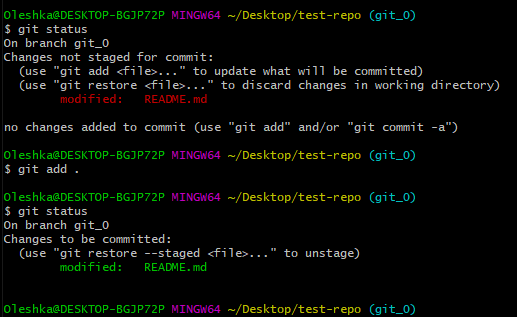 Oleshka@DESKTOP-BGJP72P MINGW64 ~/Desktop/test-repo (git_0)
$ git status
On branch git_0
Changes not staged for commit:
  (use "git add <file>..." to update what will be committed)
  (use "git restore <file>..." to discard changes in working directory)
        modified:   README.md

no changes added to commit (use "git add" and/or "git commit -a")

Oleshka@DESKTOP-BGJP72P MINGW64 ~/Desktop/test-repo (git_0)
$ git add .

Oleshka@DESKTOP-BGJP72P MINGW64 ~/Desktop/test-repo (git_0)
$ git status
On branch git_0
Changes to be committed:
  (use "git restore --staged <file>..." to unstage)
        modified:   README.md


Oleshka@DESKTOP-BGJP72P MINGW64 ~/Desktop/test-repo (git_0)